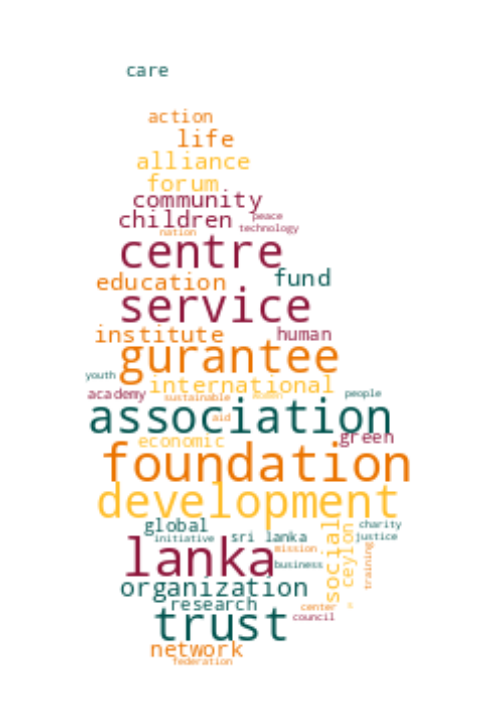 care
action
life
alliance
forum
community
children peace
technology
nation
centre
education fund
service
institute human
gurantee
youth international
academy sustainable women people
association
aid
economic green
foundation
development
global social ceylon charity
initiative sri lanka justice
lanka mission
business training
organization
research center
trust council
network
federation